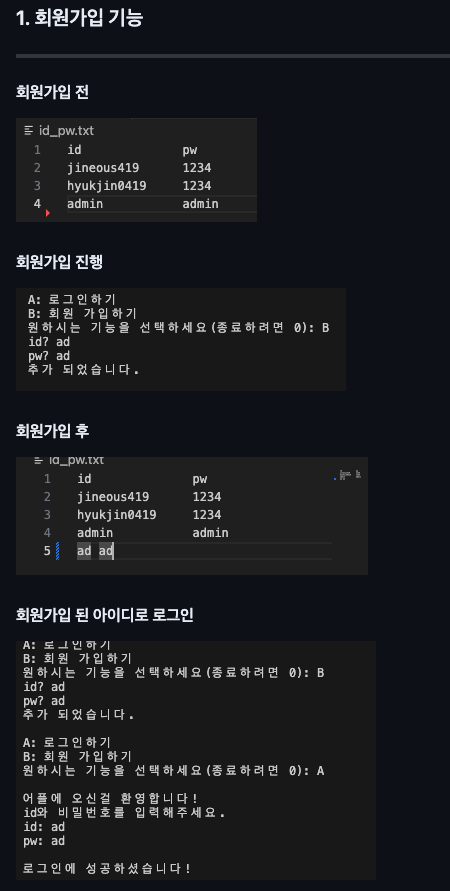 1. 회원가입 기능
회원가입 전
id_pw.txt
1 id pw
2 jineous419 1234
3 hyukjin0419 1234
4 admin admin
회원가입 진행
A: 로그인하기
B: 회원 가입하기
원하시는 기능을 선택하세요(종료하려면 0): B
id? ad
pw? ad
추가 되었습니다.
회원가입 후
id_pw.txt
1 id pw
2 jineous419 1234
3 hyukjin0419 1234
4 admin admin
5 ad ad
회원가입 된 아이디로 로그인
A: 로그인하기
B: 회원 가입하기
원하시는 기능을 선택하세요(종료하려면 0): B
id? ad
pw? ad
추가 되었습니다.
A: 로그인하기
B: 회원 가입하기
원하시는 기능을 선택하세요(종료하려면 0): A
어플에 오신걸 환영합니다!
id와 비밀번호를 입력해주세요.
id: ad
pw: ad
로그인에 성공하셨습니다!